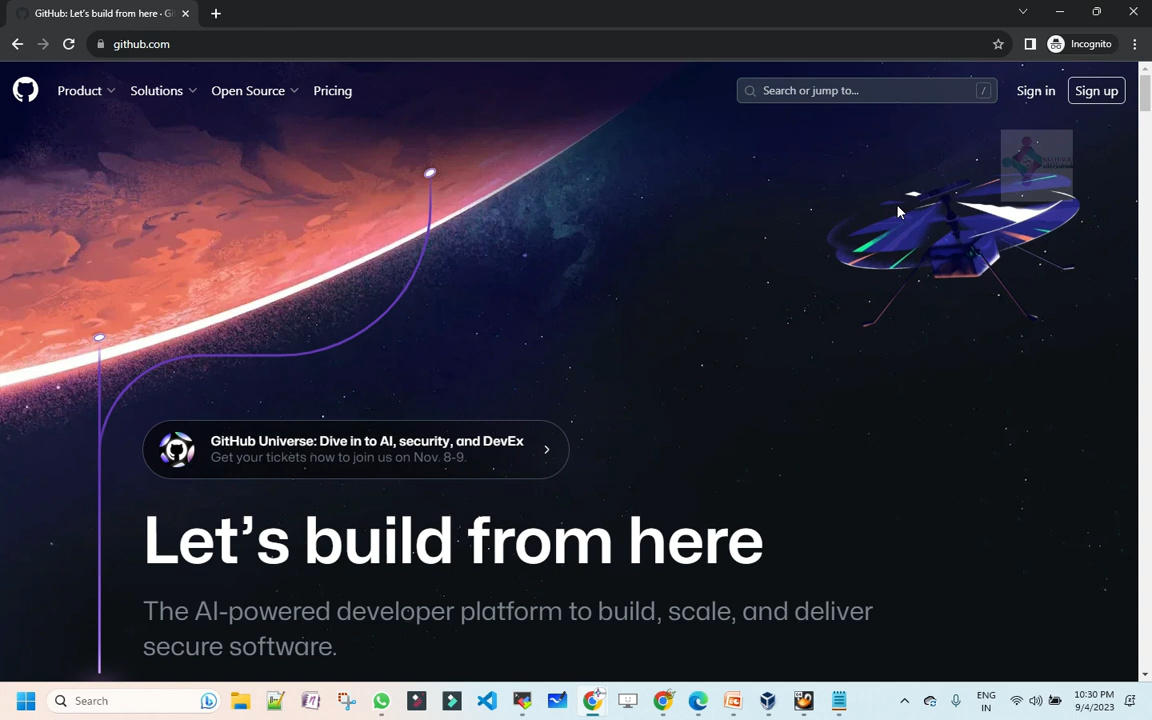 GitHub: Let's build from here · Gi
github.com
Incognito
Product
Solutions
Open Source
Pricing
Search or jump to...
/
Sign in
Sign up
GitHub Universe: Dive in to AI, security, and DevEx
Get your tickets now to join us on Nov. 8-9.
Let's build from here
The AI-powered developer platform to build, scale, and deliver
secure software.
Search
ENG
IN
10:30 PM
9/4/2023